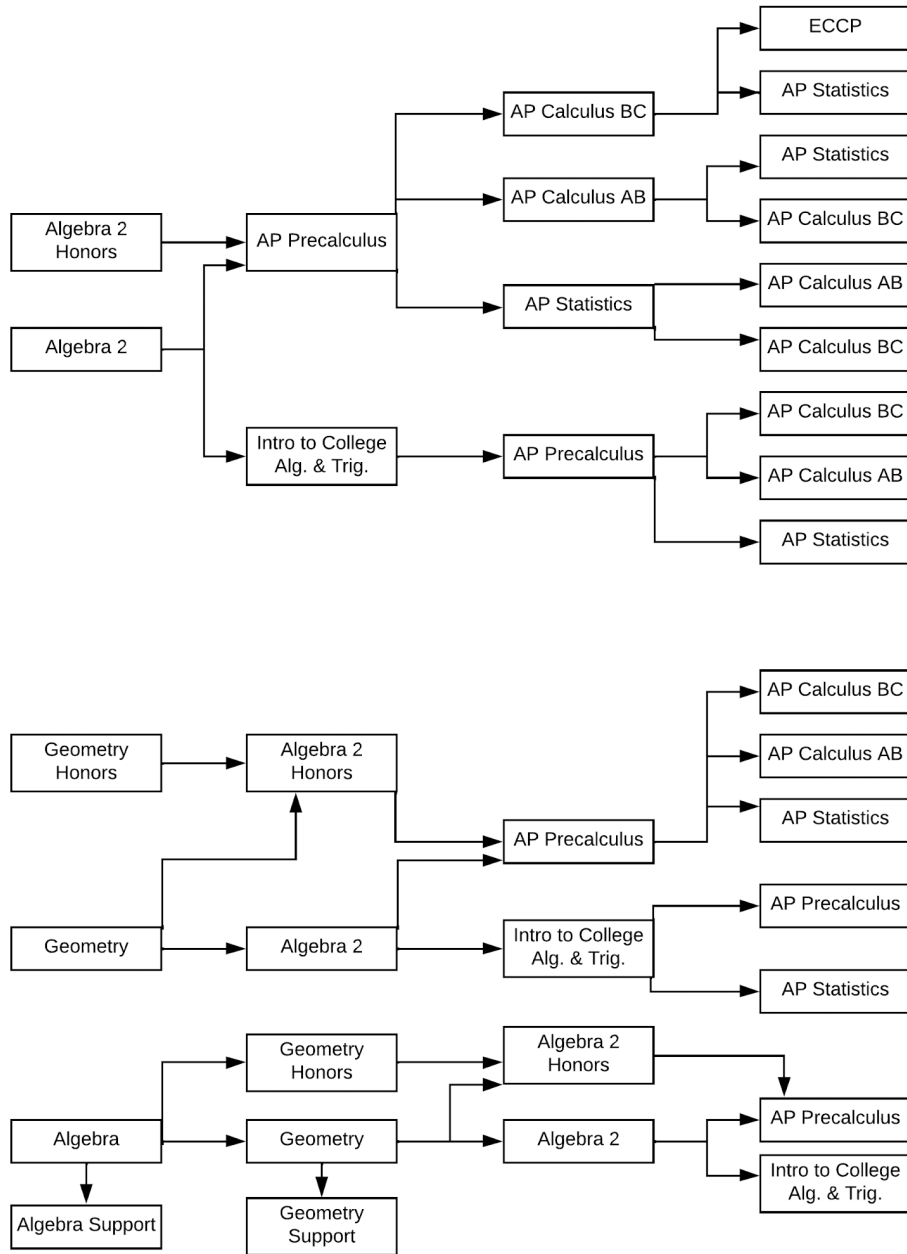 ECCP
AP Statistics
AP Calculus BC
AP Statistics
AP Calculus AB
AP Calculus BC
Algebra 2
Honors
AP Precalculus
AP Calculus AB
AP Statistics
Algebra 2
AP Calculus BC
AP Calculus BC
Intro to College
Alg. & Trig.
AP Precalculus
AP Calculus AB
AP Statistics
AP Calculus BC
Geometry
Honors
Algebra 2
Honors
AP Calculus AB
AP Statistics
AP Precalculus
AP Precalculus
Geometry
Algebra 2
Intro to College
Alg. & Trig.
AP Statistics
Geometry
Honors
Algebra 2
Honors
AP Precalculus
Algebra
Geometry
Algebra 2
Intro to College
Alg. & Trig.
Algebra Support
Geometry
Support